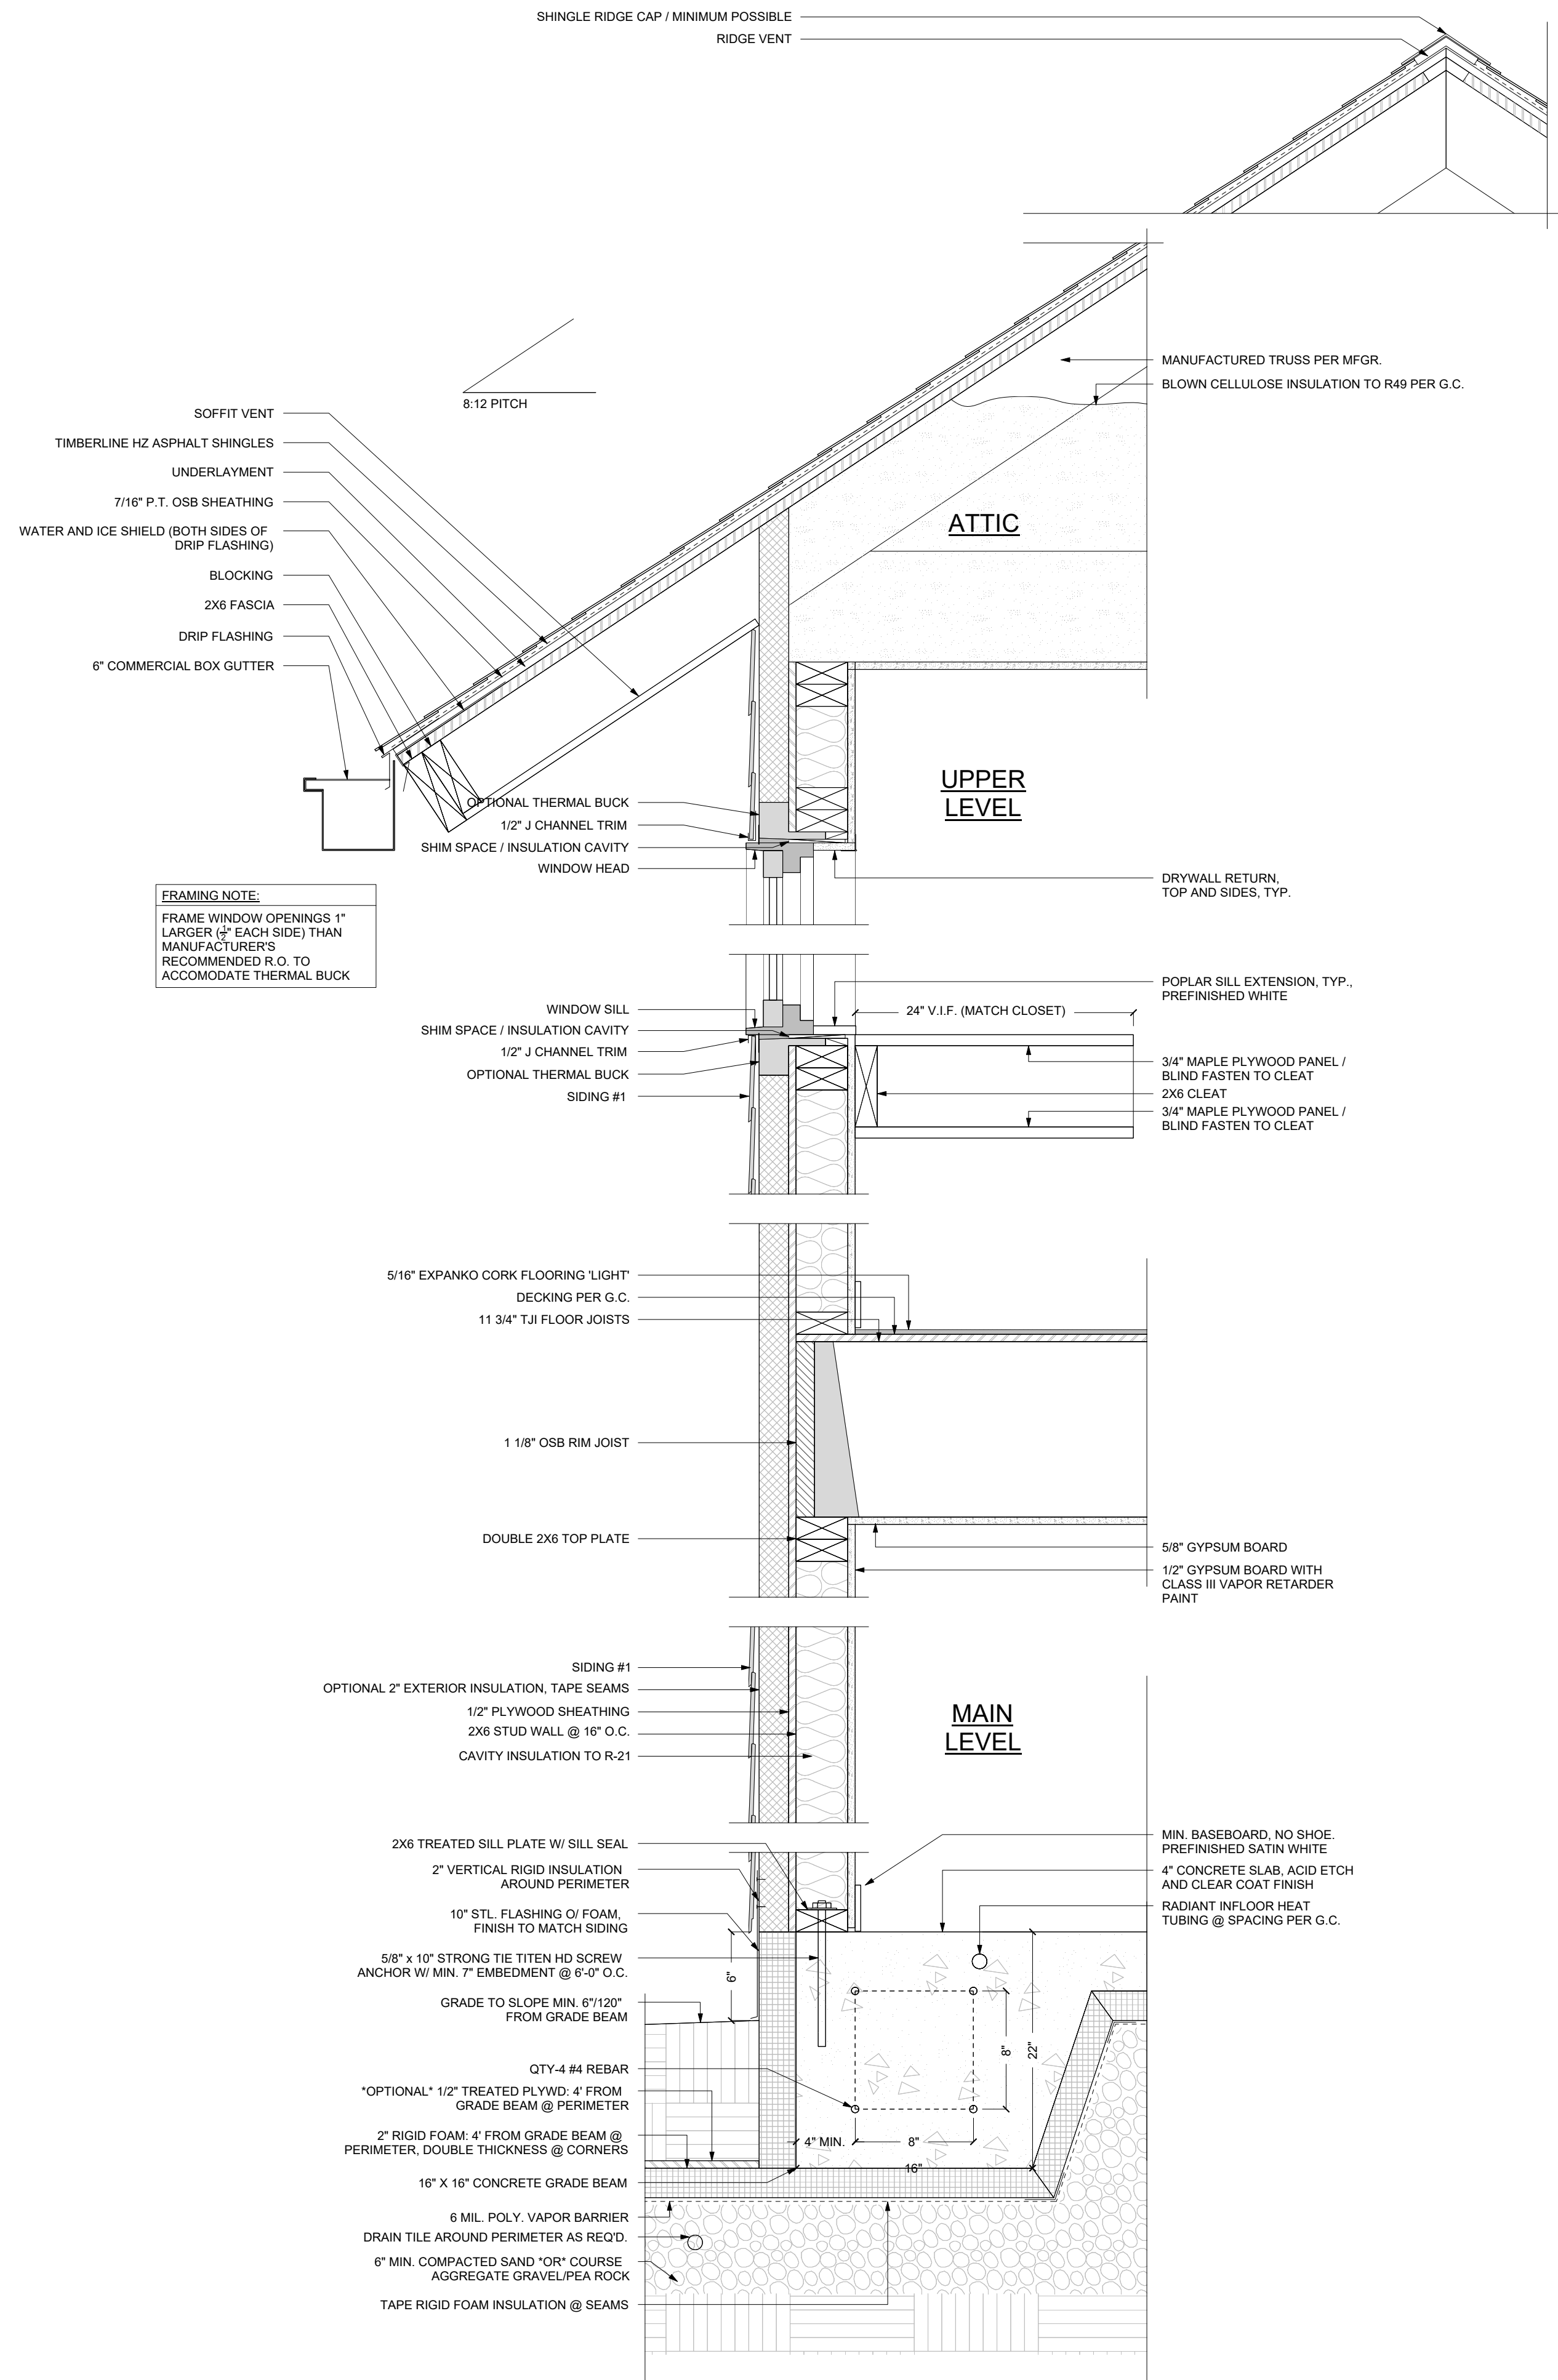 SHINGLE RIDGE CAP / MINIMUM POSSIBLE
RIDGE VENT
MANUFACTURED TRUSS PER MFGR.
BLOWN CELLULOSE INSULATION TO R49 PER G.C.
8:12 PITCH
SOFFIT VENT
TIMBERLINE HZ ASPHALT SHINGLES
UNDERLAYMENT
7/16" P.T. OSB SHEATHING
WATER AND ICE SHIELD (BOTH SIDES OF
DRIP FLASHING)
BLOCKING
2X6 FASCIA
DRIP FLASHING
6" COMMERCIAL BOX GUTTER
ATTIC
UPPER
LEVEL
OPTIONAL THERMAL BUCK
1/2" J CHANNEL TRIM
SHIM SPACE / INSULATION CAVITY
WINDOW HEAD
DRYWALL RETURN,
TOP AND SIDES, TYP.
FRAMING NOTE:
FRAME WINDOW OPENINGS 1"
LARGER (1/2" EACH SIDE) THAN
MANUFACTURER'S
RECOMMENDED R.O. TO
ACCOMODATE THERMAL BUCK
POPLAR SILL EXTENSION, TYP.,
PREFINISHED WHITE
24" V.I.F. (MATCH CLOSET)
WINDOW SILL
SHIM SPACE / INSULATION CAVITY
1/2" J CHANNEL TRIM
OPTIONAL THERMAL BUCK
SIDING #1
3/4" MAPLE PLYWOOD PANEL /
BLIND FASTEN TO CLEAT
2X6 CLEAT
3/4" MAPLE PLYWOOD PANEL /
BLIND FASTEN TO CLEAT
5/16" EXPANKO CORK FLOORING 'LIGHT'
DECKING PER G.C.
11 3/4" TJI FLOOR JOISTS
1 1/8" OSB RIM JOIST
DOUBLE 2X6 TOP PLATE
5/8" GYPSUM BOARD
1/2" GYPSUM BOARD WITH
CLASS III VAPOR RETARDER
PAINT
SIDING #1
OPTIONAL 2" EXTERIOR INSULATION, TAPE SEAMS
1/2" PLYWOOD SHEATHING
2X6 STUD WALL @ 16" O.C.
CAVITY INSULATION TO R-21
MAIN
LEVEL
2X6 TREATED SILL PLATE W/ SILL SEAL
2" VERTICAL RIGID INSULATION
AROUND PERIMETER
10" STL. FLASHING O/ FOAM,
FINISH TO MATCH SIDING
5/8" x 10" STRONG TIE TITEN HD SCREW
ANCHOR W/ MIN. 7" EMBEDMENT @ 6'-0" O.C.
GRADE TO SLOPE MIN. 6"/120"
FROM GRADE BEAM
QTY-4 #4 REBAR
*OPTIONAL* 1/2" TREATED PLYWD: 4' FROM
GRADE BEAM @ PERIMETER
2" RIGID FOAM: 4' FROM GRADE BEAM @
PERIMETER, DOUBLE THICKNESS @ CORNERS
16" X 16" CONCRETE GRADE BEAM
6 MIL. POLY. VAPOR BARRIER
DRAIN TILE AROUND PERIMETER AS REQ'D.
6" MIN. COMPACTED SAND *OR* COURSE
AGGREGATE GRAVEL/PEA ROCK
TAPE RIGID FOAM INSULATION @ SEAMS
MIN. BASEBOARD, NO SHOE.
PREFINISHED SATIN WHITE
4" CONCRETE SLAB, ACID ETCH
AND CLEAR COAT FINISH
RADIANT INFLOOR HEAT
TUBING @ SPACING PER G.C.
6"
8"
22"
4" MIN.
8"
16"